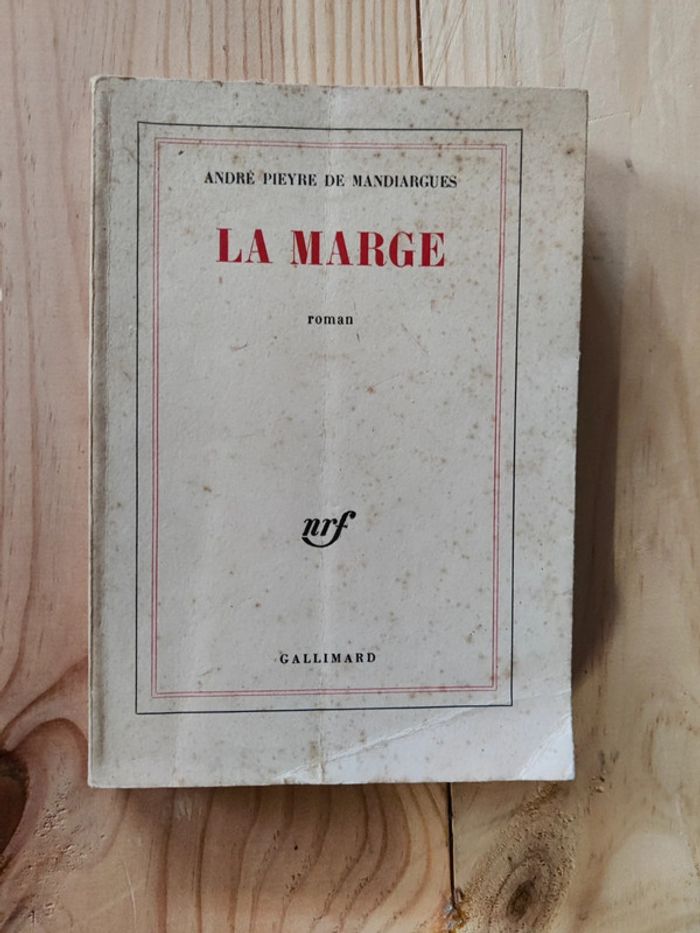 ANDRÉ PIEYRE DE MANDIARGUES
LA MARGE
roman
nrf
GALLIMARD